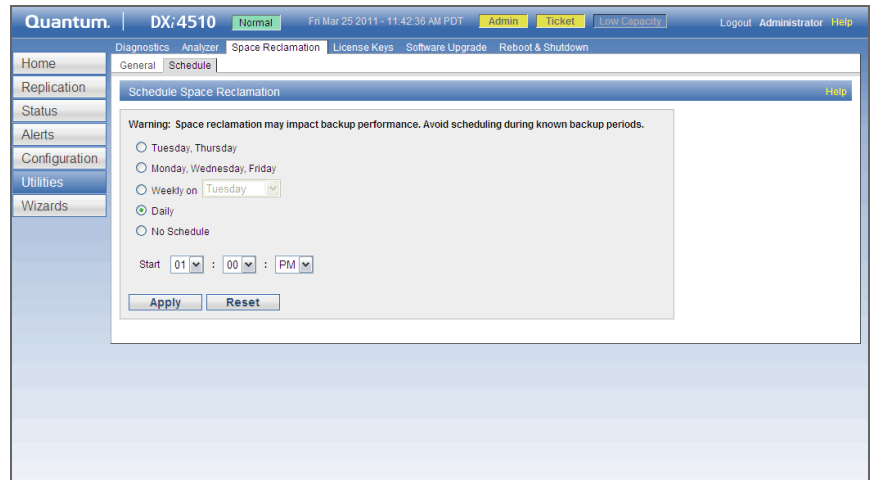 Quantum. DXi4510 Normal Fri Mar 25 2011 - 11:42:36 AM PDT Admin Ticket Low Capacity Logout Administrator Help
Diagnostics Analyzer Space Reclamation License Keys Software Upgrade Reboot & Shutdown
General Schedule
Home
Replication
Status
Alerts
Configuration
Utilities
Wizards
Schedule Space Reclamation Help
Warning: Space reclamation may impact backup performance. Avoid scheduling during known backup periods.
Tuesday, Thursday
Monday, Wednesday, Friday
Weekly on Tuesday
Daily
No Schedule
Start 01 : 00 : PM
Apply Reset